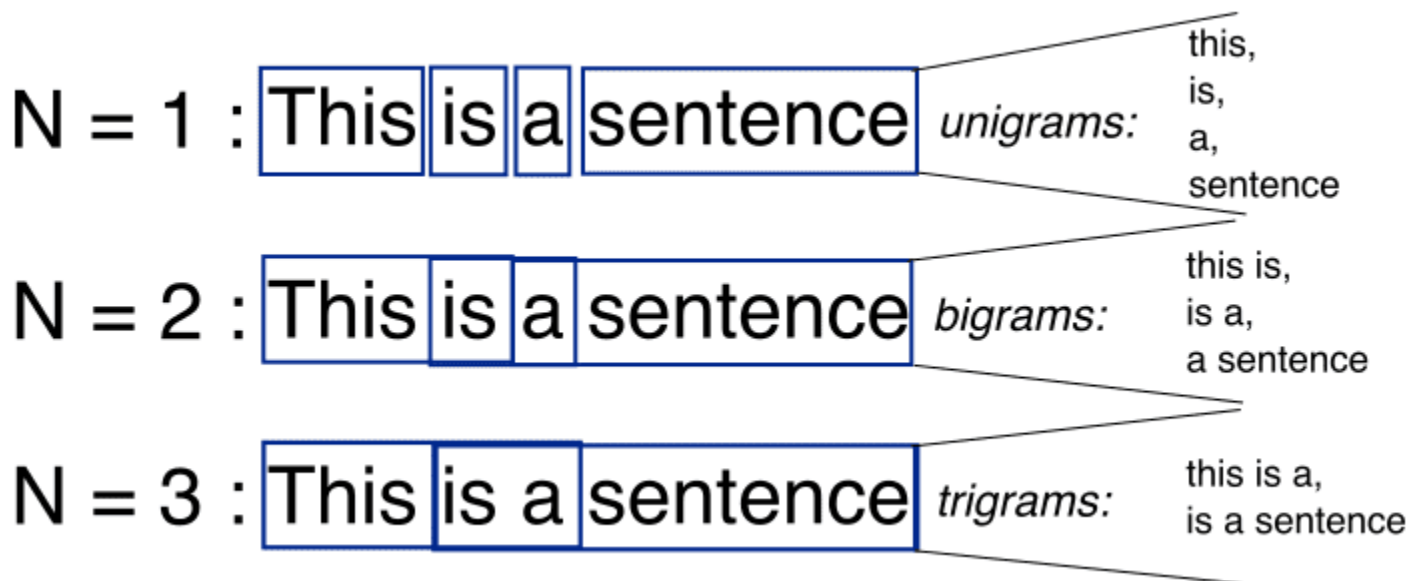 N = 1 : This is a sentence unigrams:
this,
is,
a,
sentence
N = 2 : This is a sentence bigrams:
this is,
is a,
a sentence
N = 3 : This is a sentence trigrams:
this is a,
is a sentence